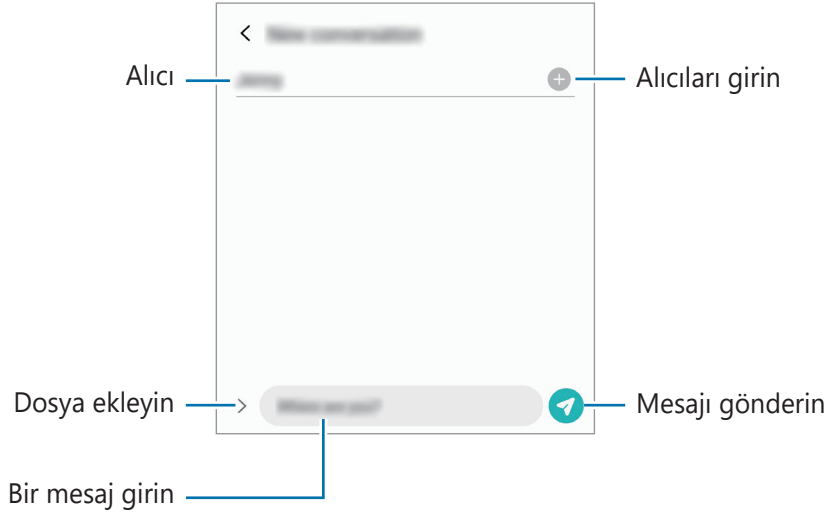 Alıcı
Alıcıları girin
Dosya ekleyin
Mesajı gönderin
Bir mesaj girin